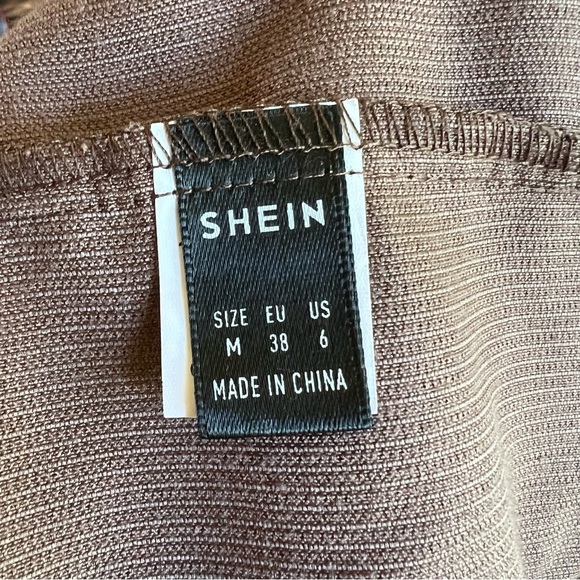 SHEIN
SIZE EU US
M 38 6
MADE IN CHINA